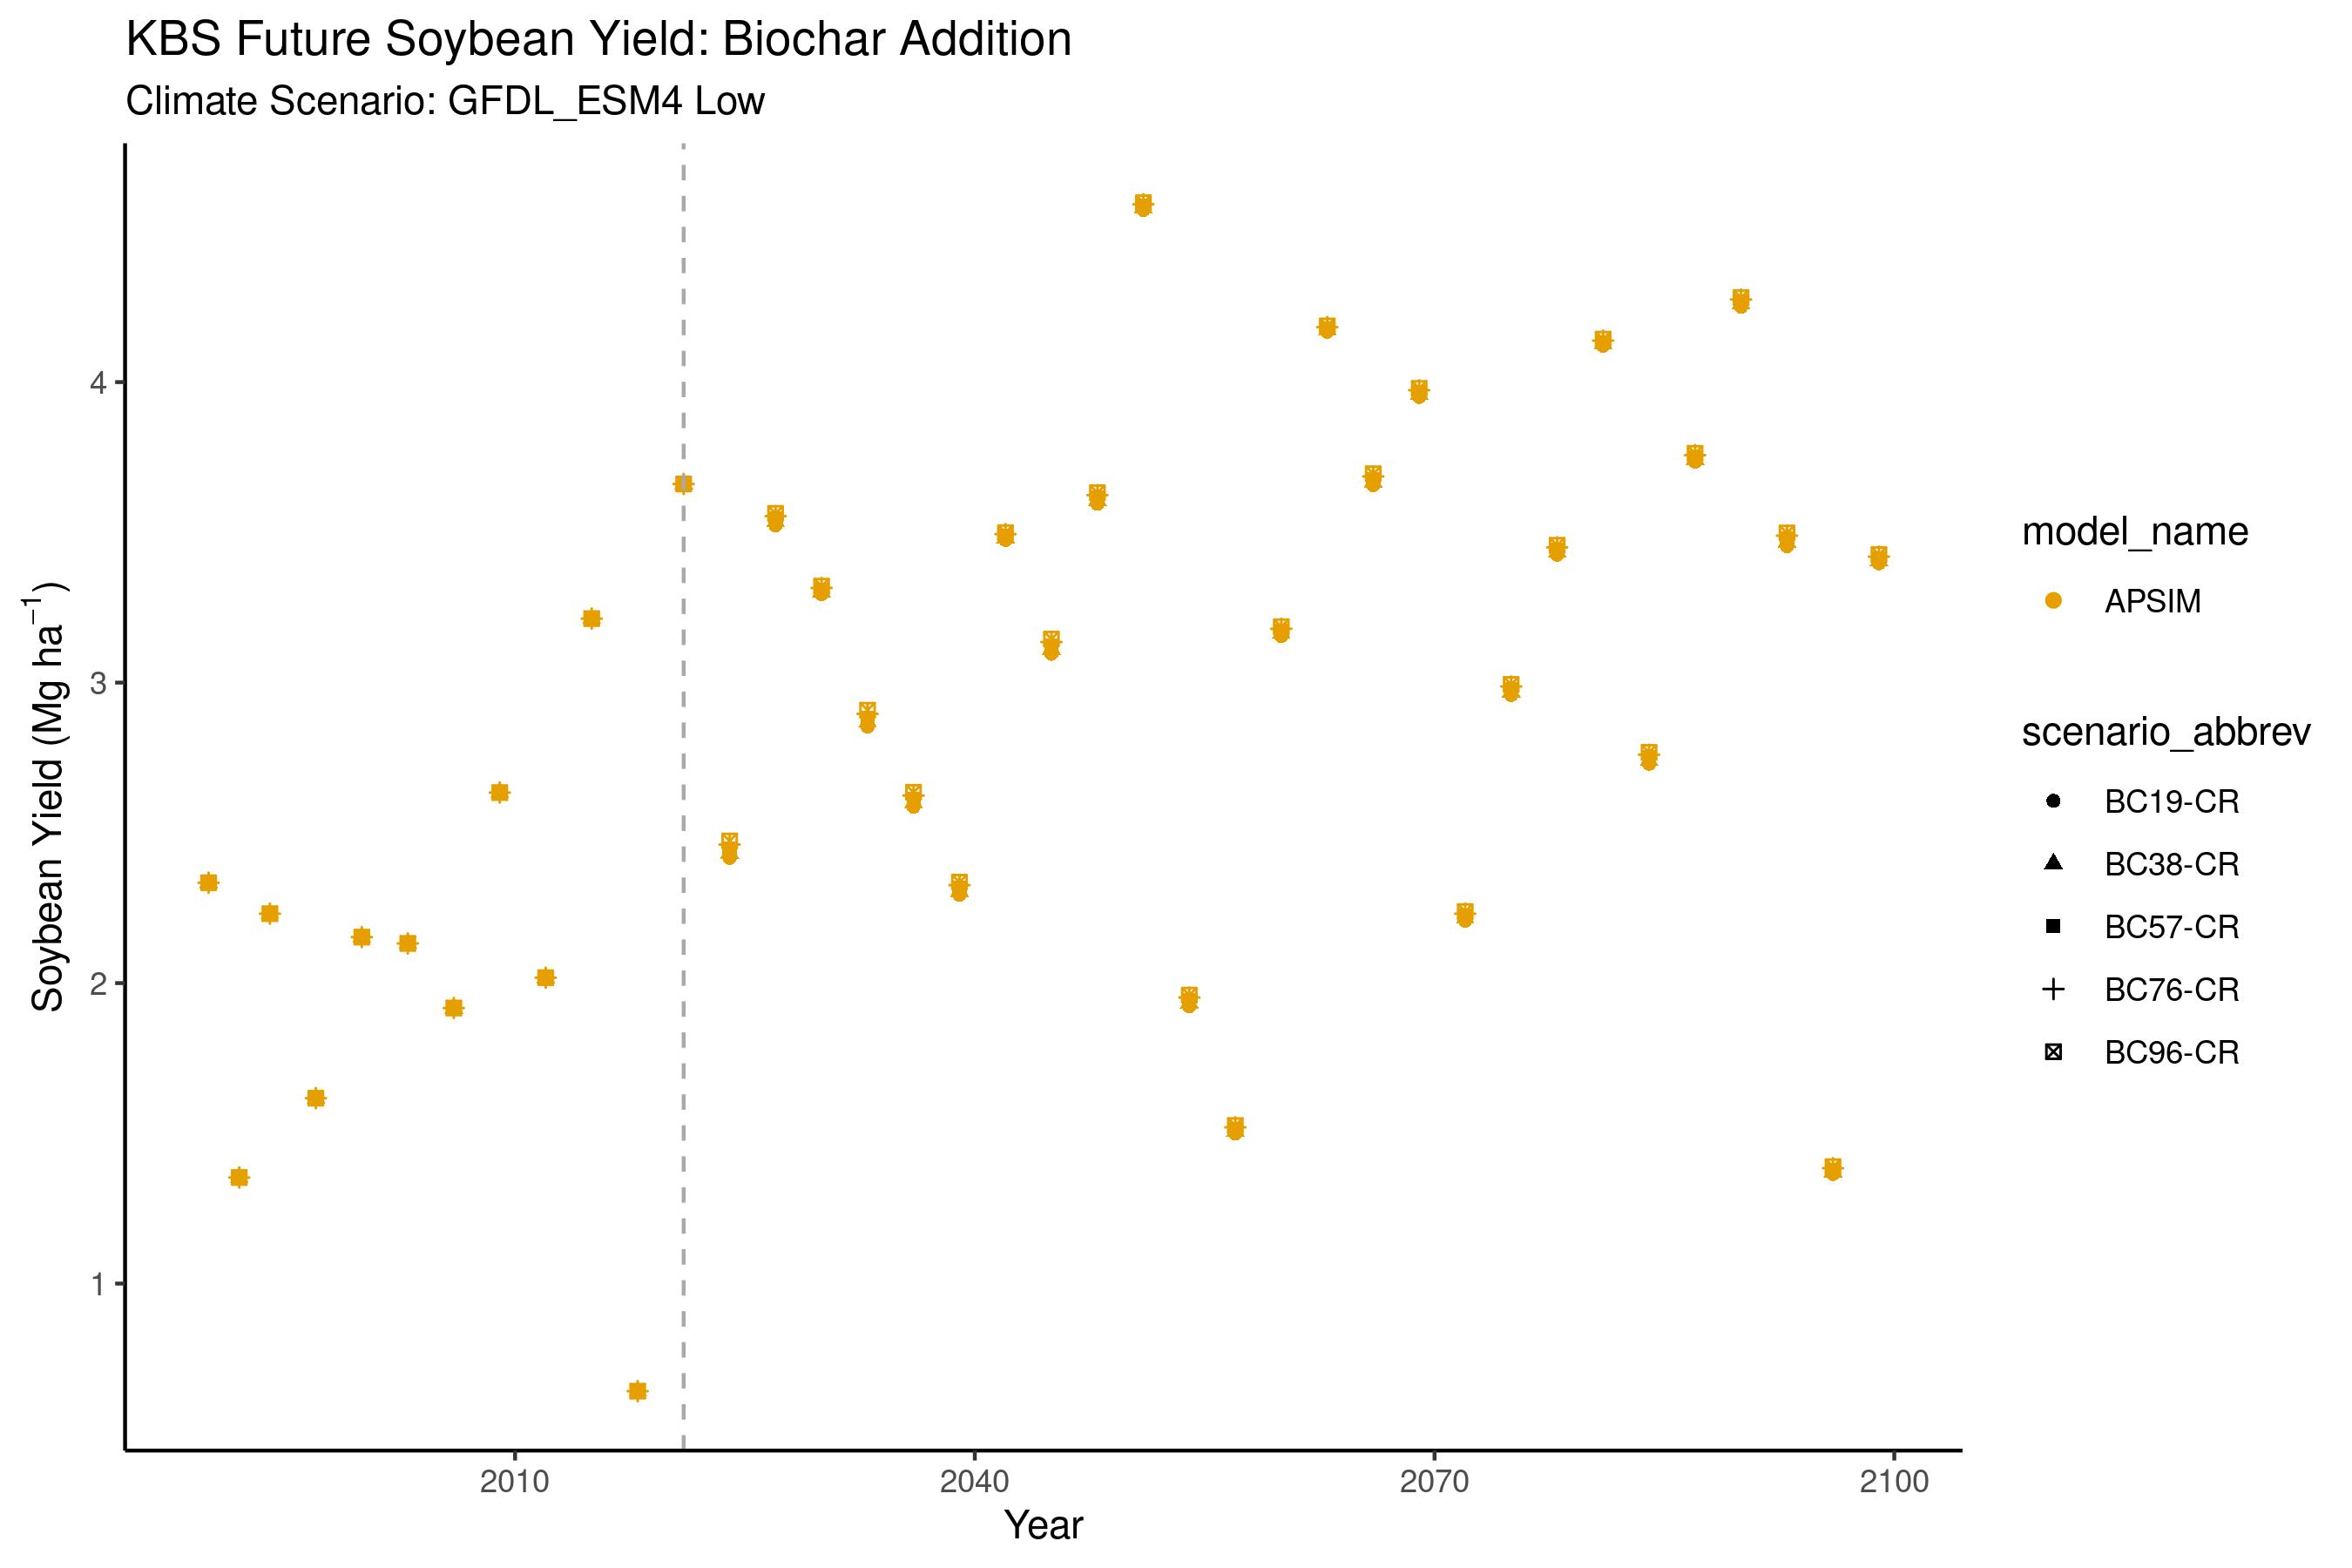 KBS Future Soybean Yield: Biochar Addition
Climate Scenario: GFDL_ESM4 Low
Soybean Yield (Mg ha⁻¹)
4
3
2
1
2010
2040
2070
2100
Year
model_name
APSIM
scenario_abbrev
BC19-CR
BC38-CR
BC57-CR
BC76-CR
BC96-CR